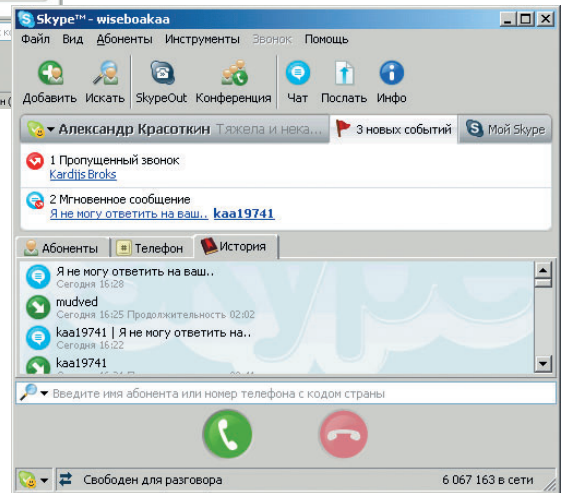 Skype™ - wiseboakaa
Файл Вид Абоненты Инструменты Звонок Помощь
Добавить Искать SkypeOut Конференция Чат Послать Инфо
Александр Красоткин Тяжела и нека... 3 новых событий Мой Skype
1 Пропущенный звонок
Kardijs Broks
2 Мгновенное сообщение
Я не могу ответить на ваш.. kaa19741
Абоненты Телефон История
Я не могу ответить на ваш..
Сегодня 16:28
mudved
Сегодня 16:25 Продолжительность 02:02
kaa19741 | Я не могу ответить на..
Сегодня 16:22
kaa19741
Введите имя абонента или номер телефона с кодом страны
Свободен для разговора 6 067 163 в сети